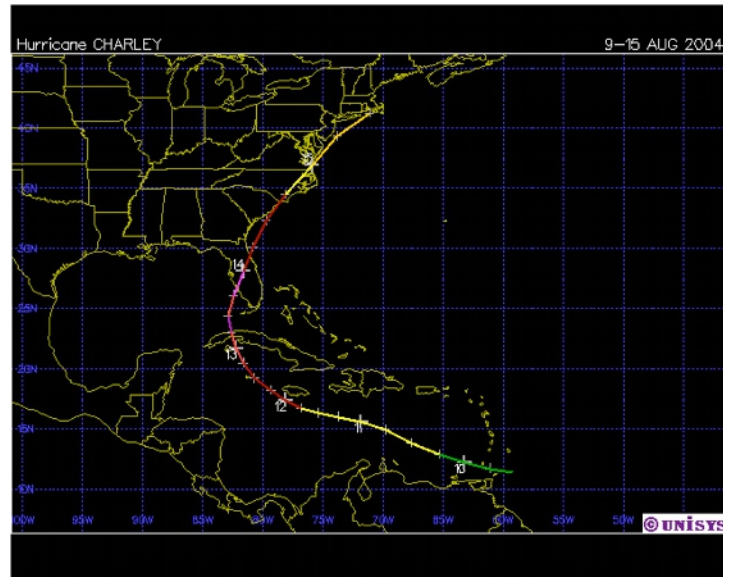 Hurricane CHARLEY 9-15 AUG 2004
45N
40N
35N
30N
14
25N
13
20N
12
15N 11
10
10N
100W 95W 90W 85W 80W 75W 70W 65W 60W 55W 50W
© UNISYS